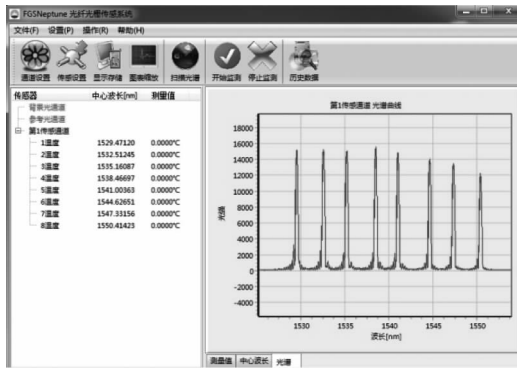 FGSNeptune 光纤光栅传感系统
文件(F) 设置(P) 操作(R) 帮助(H)
通道设置 传感设置 显示存储 图表缩放 扫描光谱 开始监测 停止监测 历史数据
传感器 中心波长[nm] 测量值
背景光通道
参考光通道
第1传感通道
1温度 1529.47120 0.0000°C
2温度 1532.51245 0.0000°C
3温度 1535.16087 0.0000°C
4温度 1538.46697 0.0000°C
5温度 1541.00363 0.0000°C
6温度 1544.62651 0.0000°C
7温度 1547.33156 0.0000°C
8温度 1550.41423 0.0000°C
第1传感通道 光谱曲线
光强
18000
16000
14000
12000
10000
8000
6000
4000
2000
0
-2000
-4000
1530 1535 1540 1545 1550
波长[nm]
测量值 中心波长 光谱